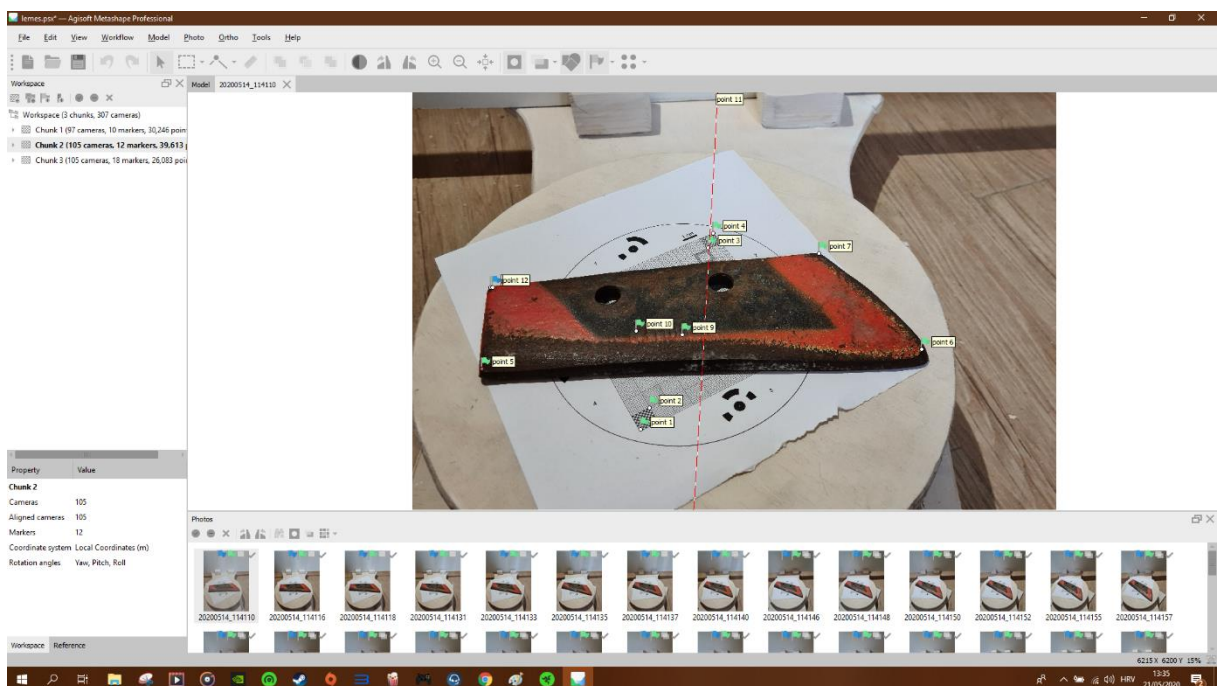 lemes.psx* — Agisoft Metashape Professional
File Edit View Workflow Model Photo Ortho Tools Help
Workspace
Model 20200514_114110
Workspace (3 chunks, 307 cameras)
Chunk 1 (97 cameras, 10 markers, 30,246 poin
Chunk 2 (105 cameras, 12 markers, 39,613 p
Chunk 3 (105 cameras, 18 markers, 26,083 poi
point 11
point 4
point 3
point 7
point 12
point 10
point 9
point 6
point 5
point 2
point 1
Property Value
Chunk 2
Cameras 105
Aligned cameras 105
Markers 12
Coordinate system Local Coordinates (m)
Rotation angles Yaw, Pitch, Roll
Workspace Reference
Photos
20200514_114110 20200514_114116 20200514_114118 20200514_114131 20200514_114133 20200514_114135 20200514_114137 20200514_114140 20200514_114146 20200514_114148 20200514_114150 20200514_114152 20200514_114155 20200514_114157
6215 X 6200 Y 15%
HRV
13:35
21/05/2020